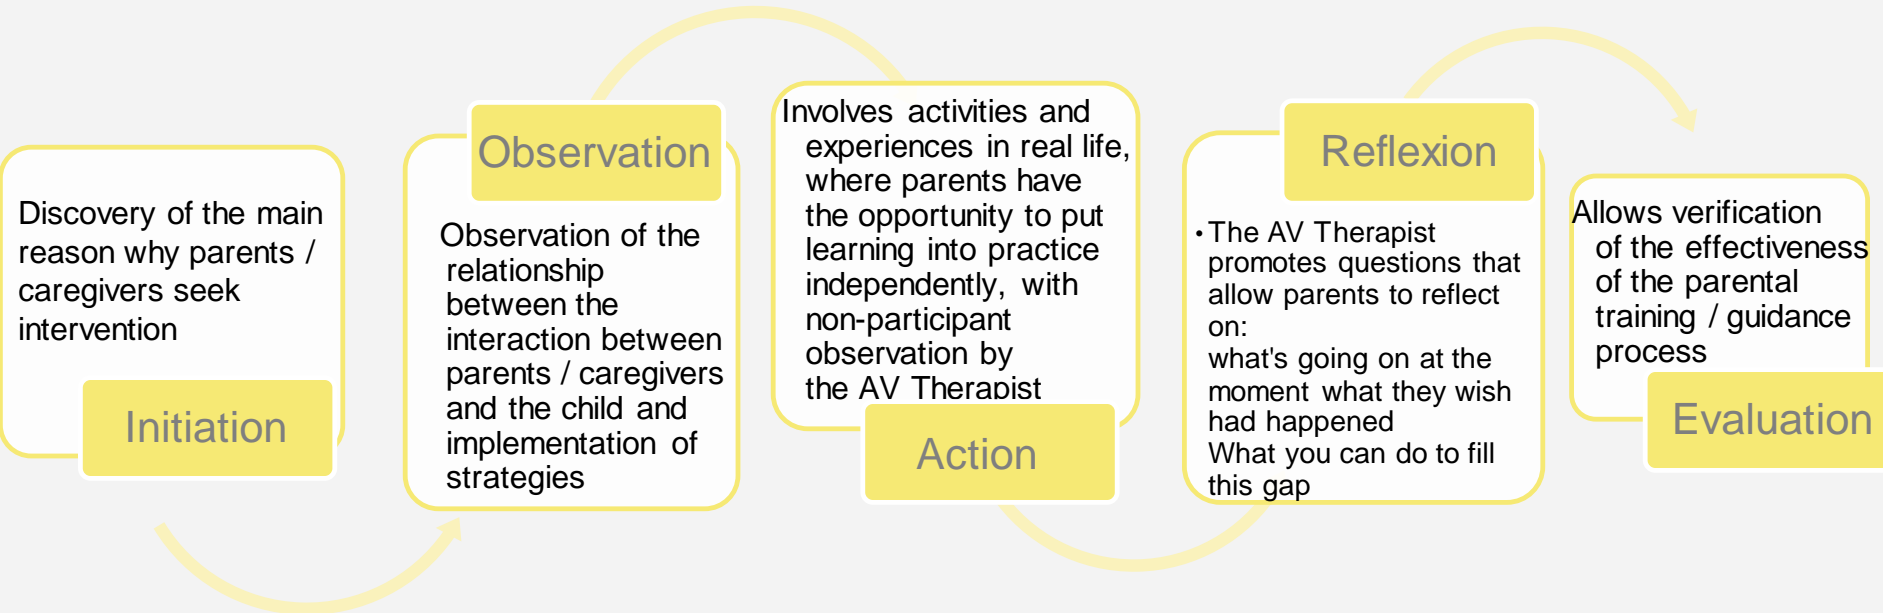 Discovery of the main
reason why parents /
caregivers seek
intervention
Initiation
Observation
Observation of the
relationship
between the
interaction between
parents / caregivers
and the child and
implementation of
strategies
Involves activities and
experiences in real life,
where parents have
the opportunity to put
learning into practice
independently, with
non-participant
observation by
the AV Therapist
Action
Reflexion
• The AV Therapist
promotes questions that
allow parents to reflect
on:
what's going on at the
moment what they wish
had happened
What you can do to fill
this gap
Allows verification
of the effectiveness
of the parental
training / guidance
process
Evaluation